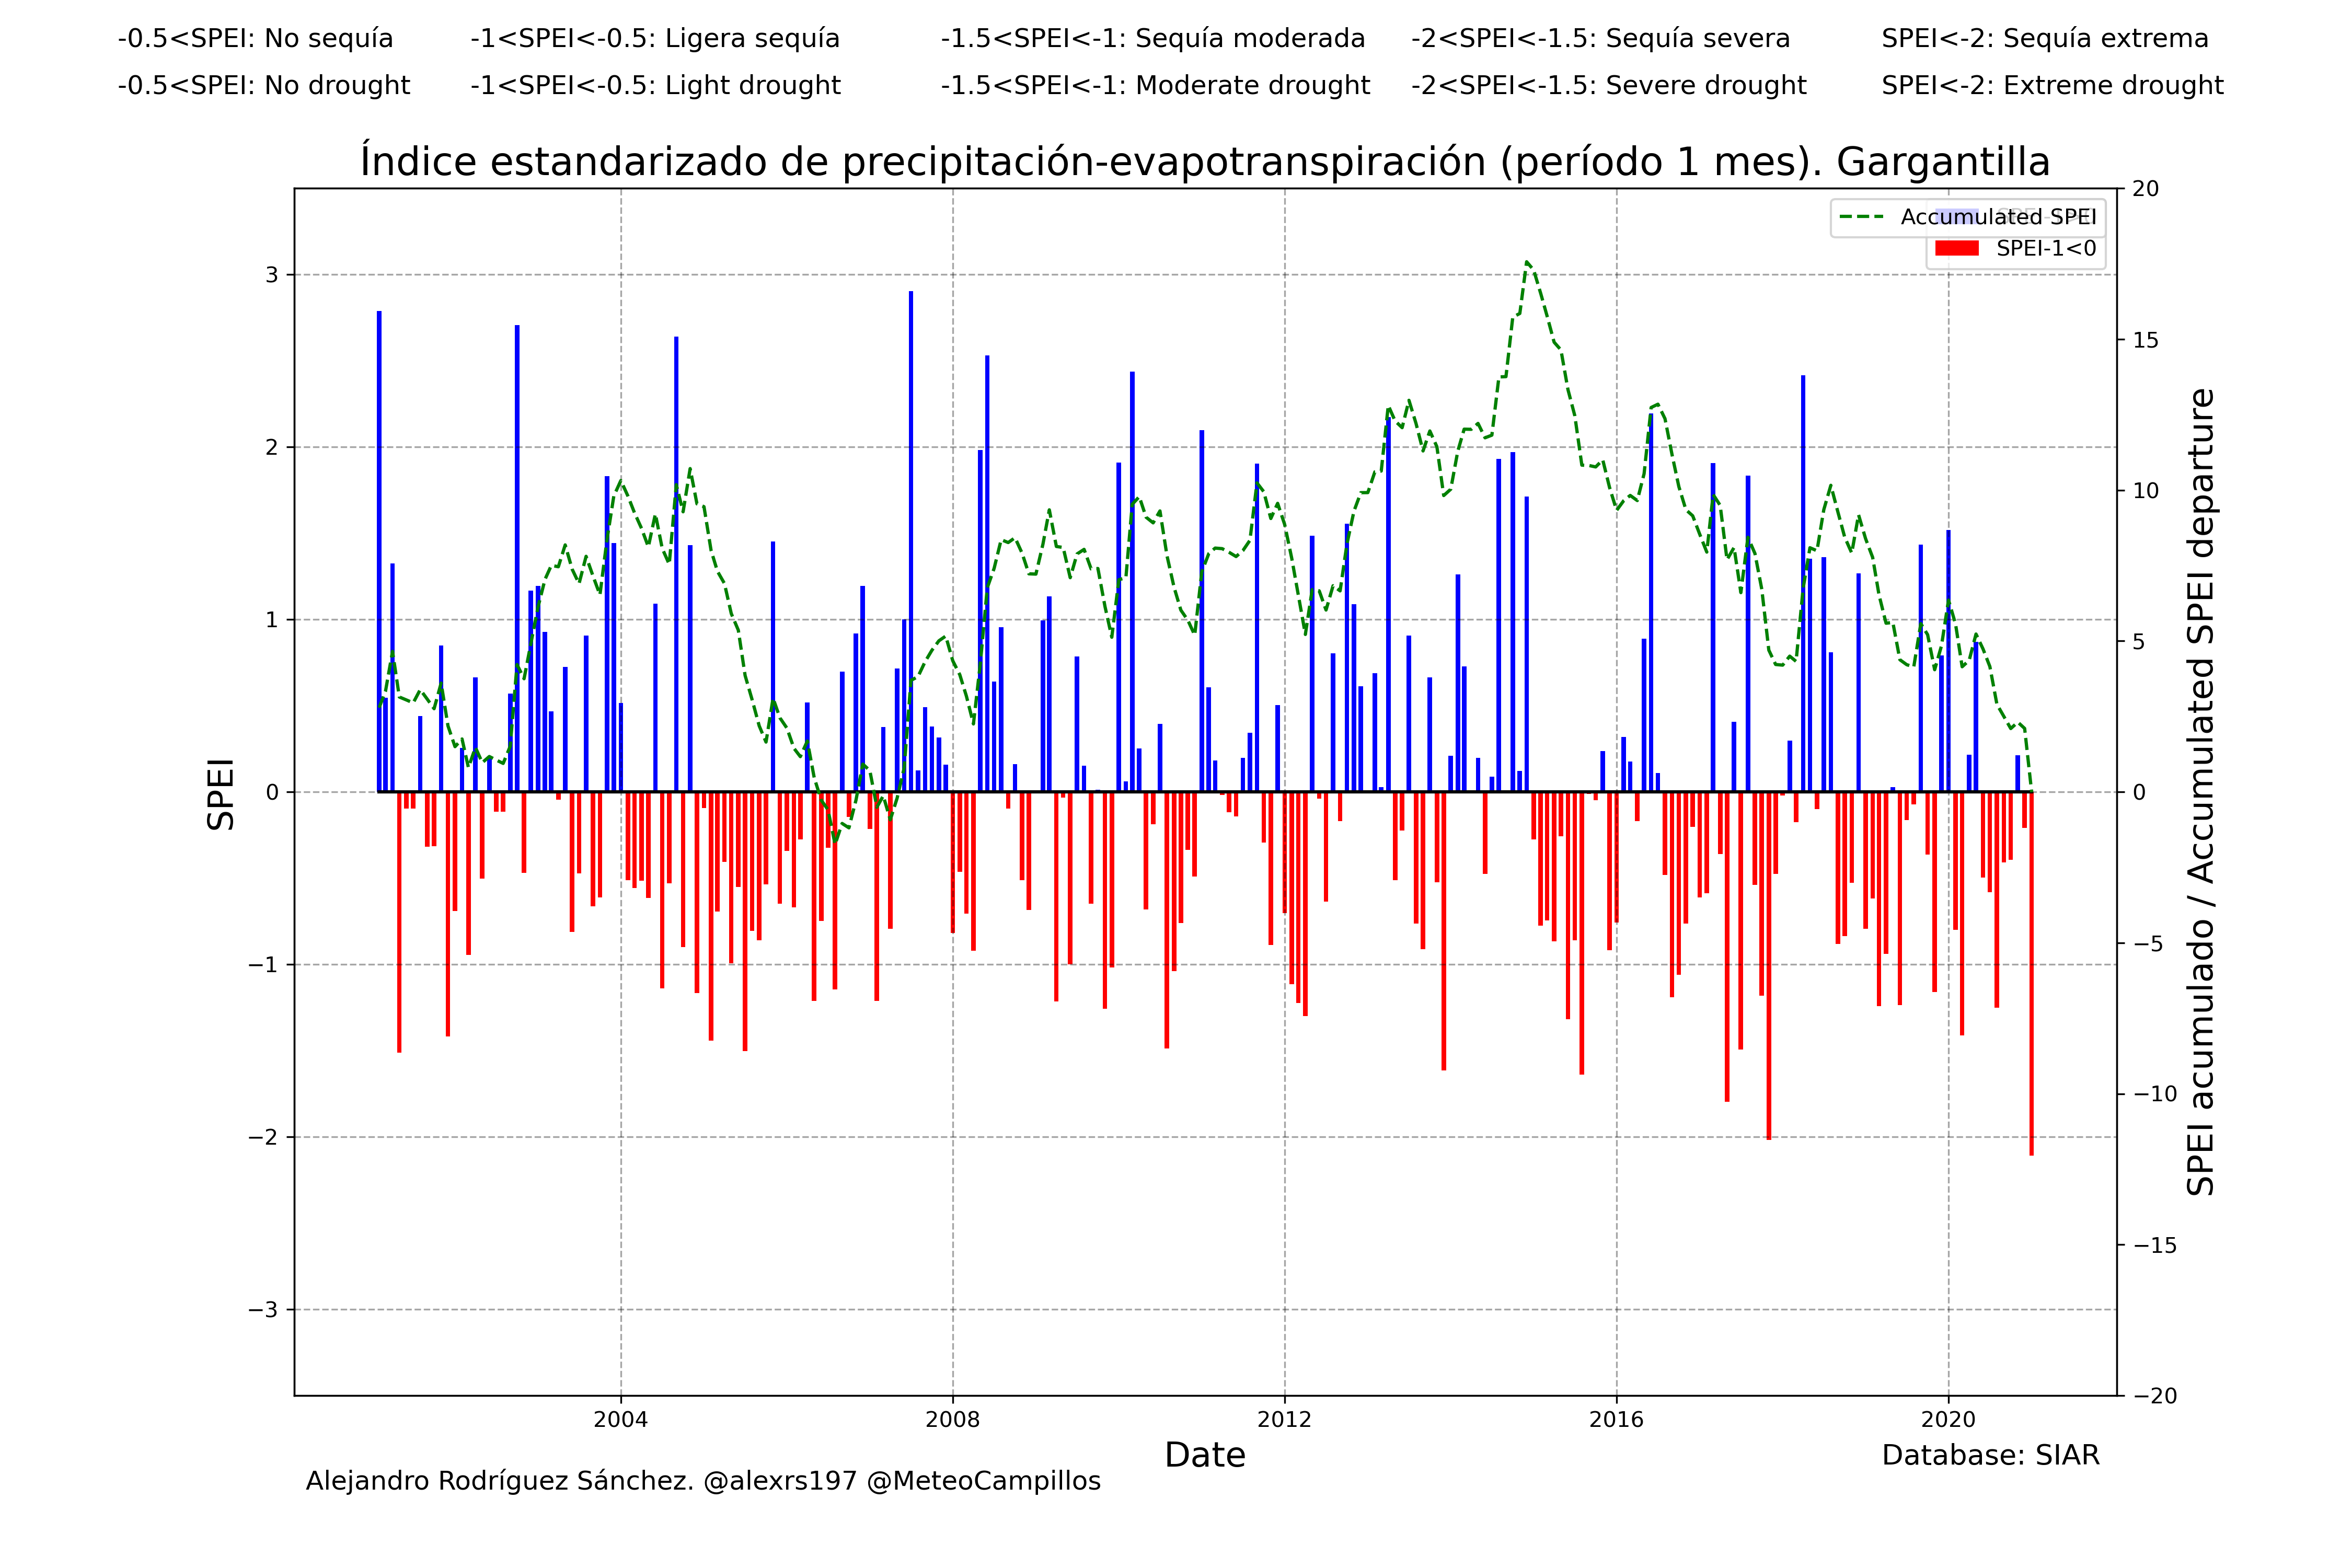 -0.5<SPEI: No sequía -1<SPEI<-0.5: Ligera sequía -1.5<SPEI<-1: Sequía moderada -2<SPEI<-1.5: Sequía severa SPEI<-2: Sequía extrema
-0.5<SPEI: No drought -1<SPEI<-0.5: Light drought -1.5<SPEI<-1: Moderate drought -2<SPEI<-1.5: Severe drought SPEI<-2: Extreme drought
Índice estandarizado de precipitación-evapotranspiración (período 1 mes). Gargantilla
Accumulated SPEI
SPEI-1<0
3
2
1
0
−1
−2
−3
SPEI
20
15
10
5
0
−5
−10
−15
−20
SPEI acumulado / Accumulated SPEI departure
2004 2008 2012 2016 2020
Date
Database: SIAR
Alejandro Rodríguez Sánchez. @alexrs197 @MeteoCampillos